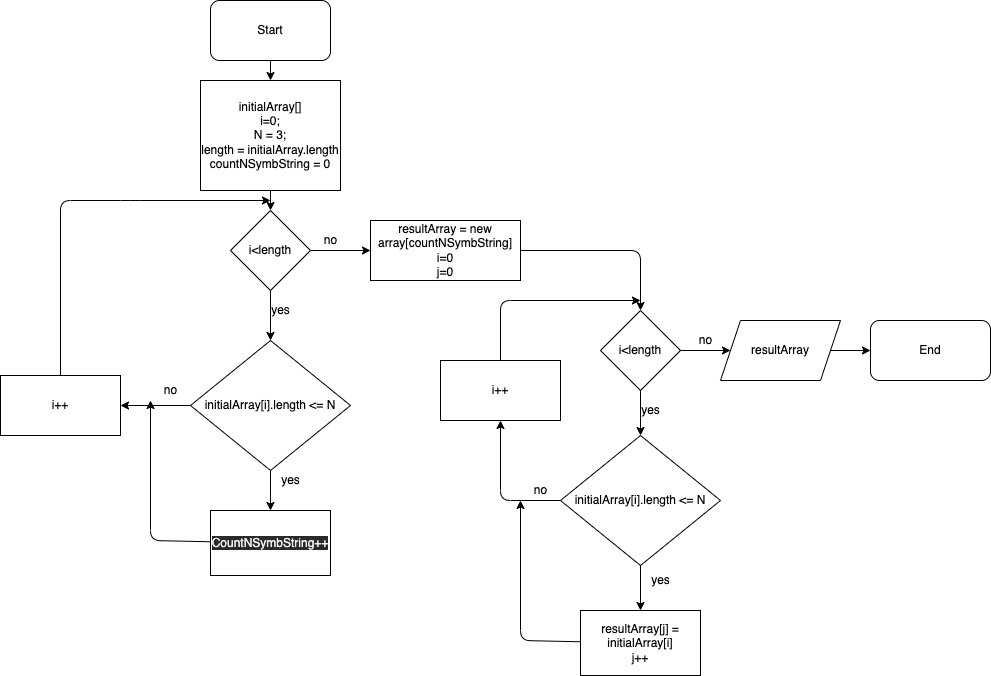 Start
initialArray[]
i=0;
N = 3;
length = initialArray.length
countNSymbString = 0
i<length
no
resultArray = new
array[countNSymbString]
i=0
j=0
yes
initialArray[i].length <= N
no
i++
yes
CountNSymbString++
i<length
no
resultArray
End
i++
yes
initialArray[i].length <= N
no
yes
resultArray[j] =
initialArray[i]
j++